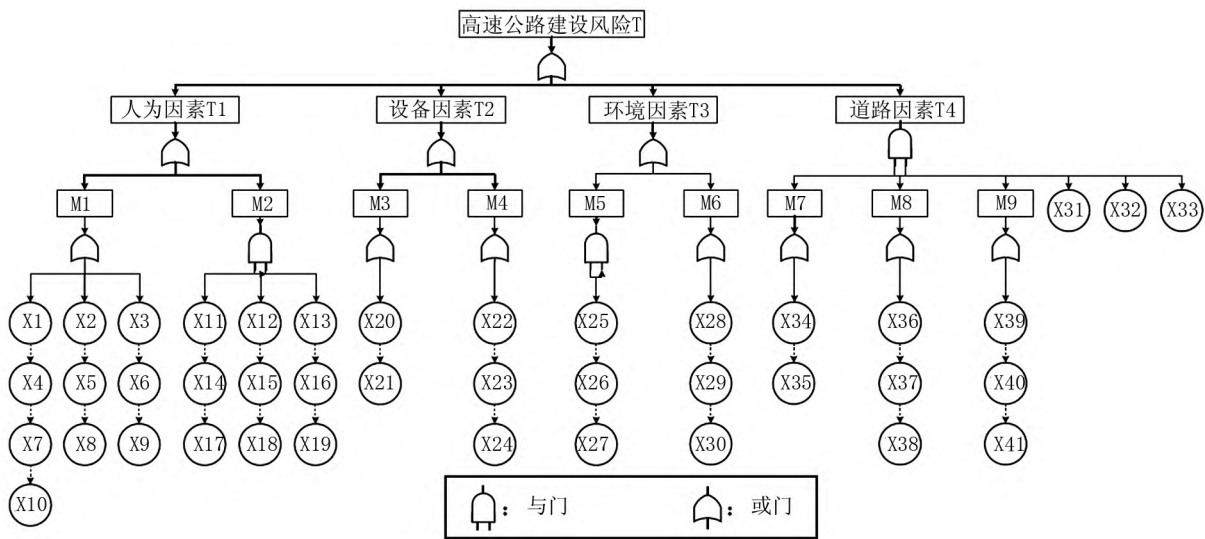 高速公路建设风险T
人为因素T1 设备因素T2 环境因素T3 道路因素T4
M1 M2 M3 M4 M5 M6 M7 M8 M9 X31 X32 X33
X1 X2 X3 X11 X12 X13 X20 X22 X25 X28 X34 X36 X39
X4 X5 X6 X14 X15 X16 X21 X23 X26 X29 X35 X37 X40
X7 X8 X9 X17 X18 X19 X24 X27 X30 X38 X41
X10
：与门 ：或门